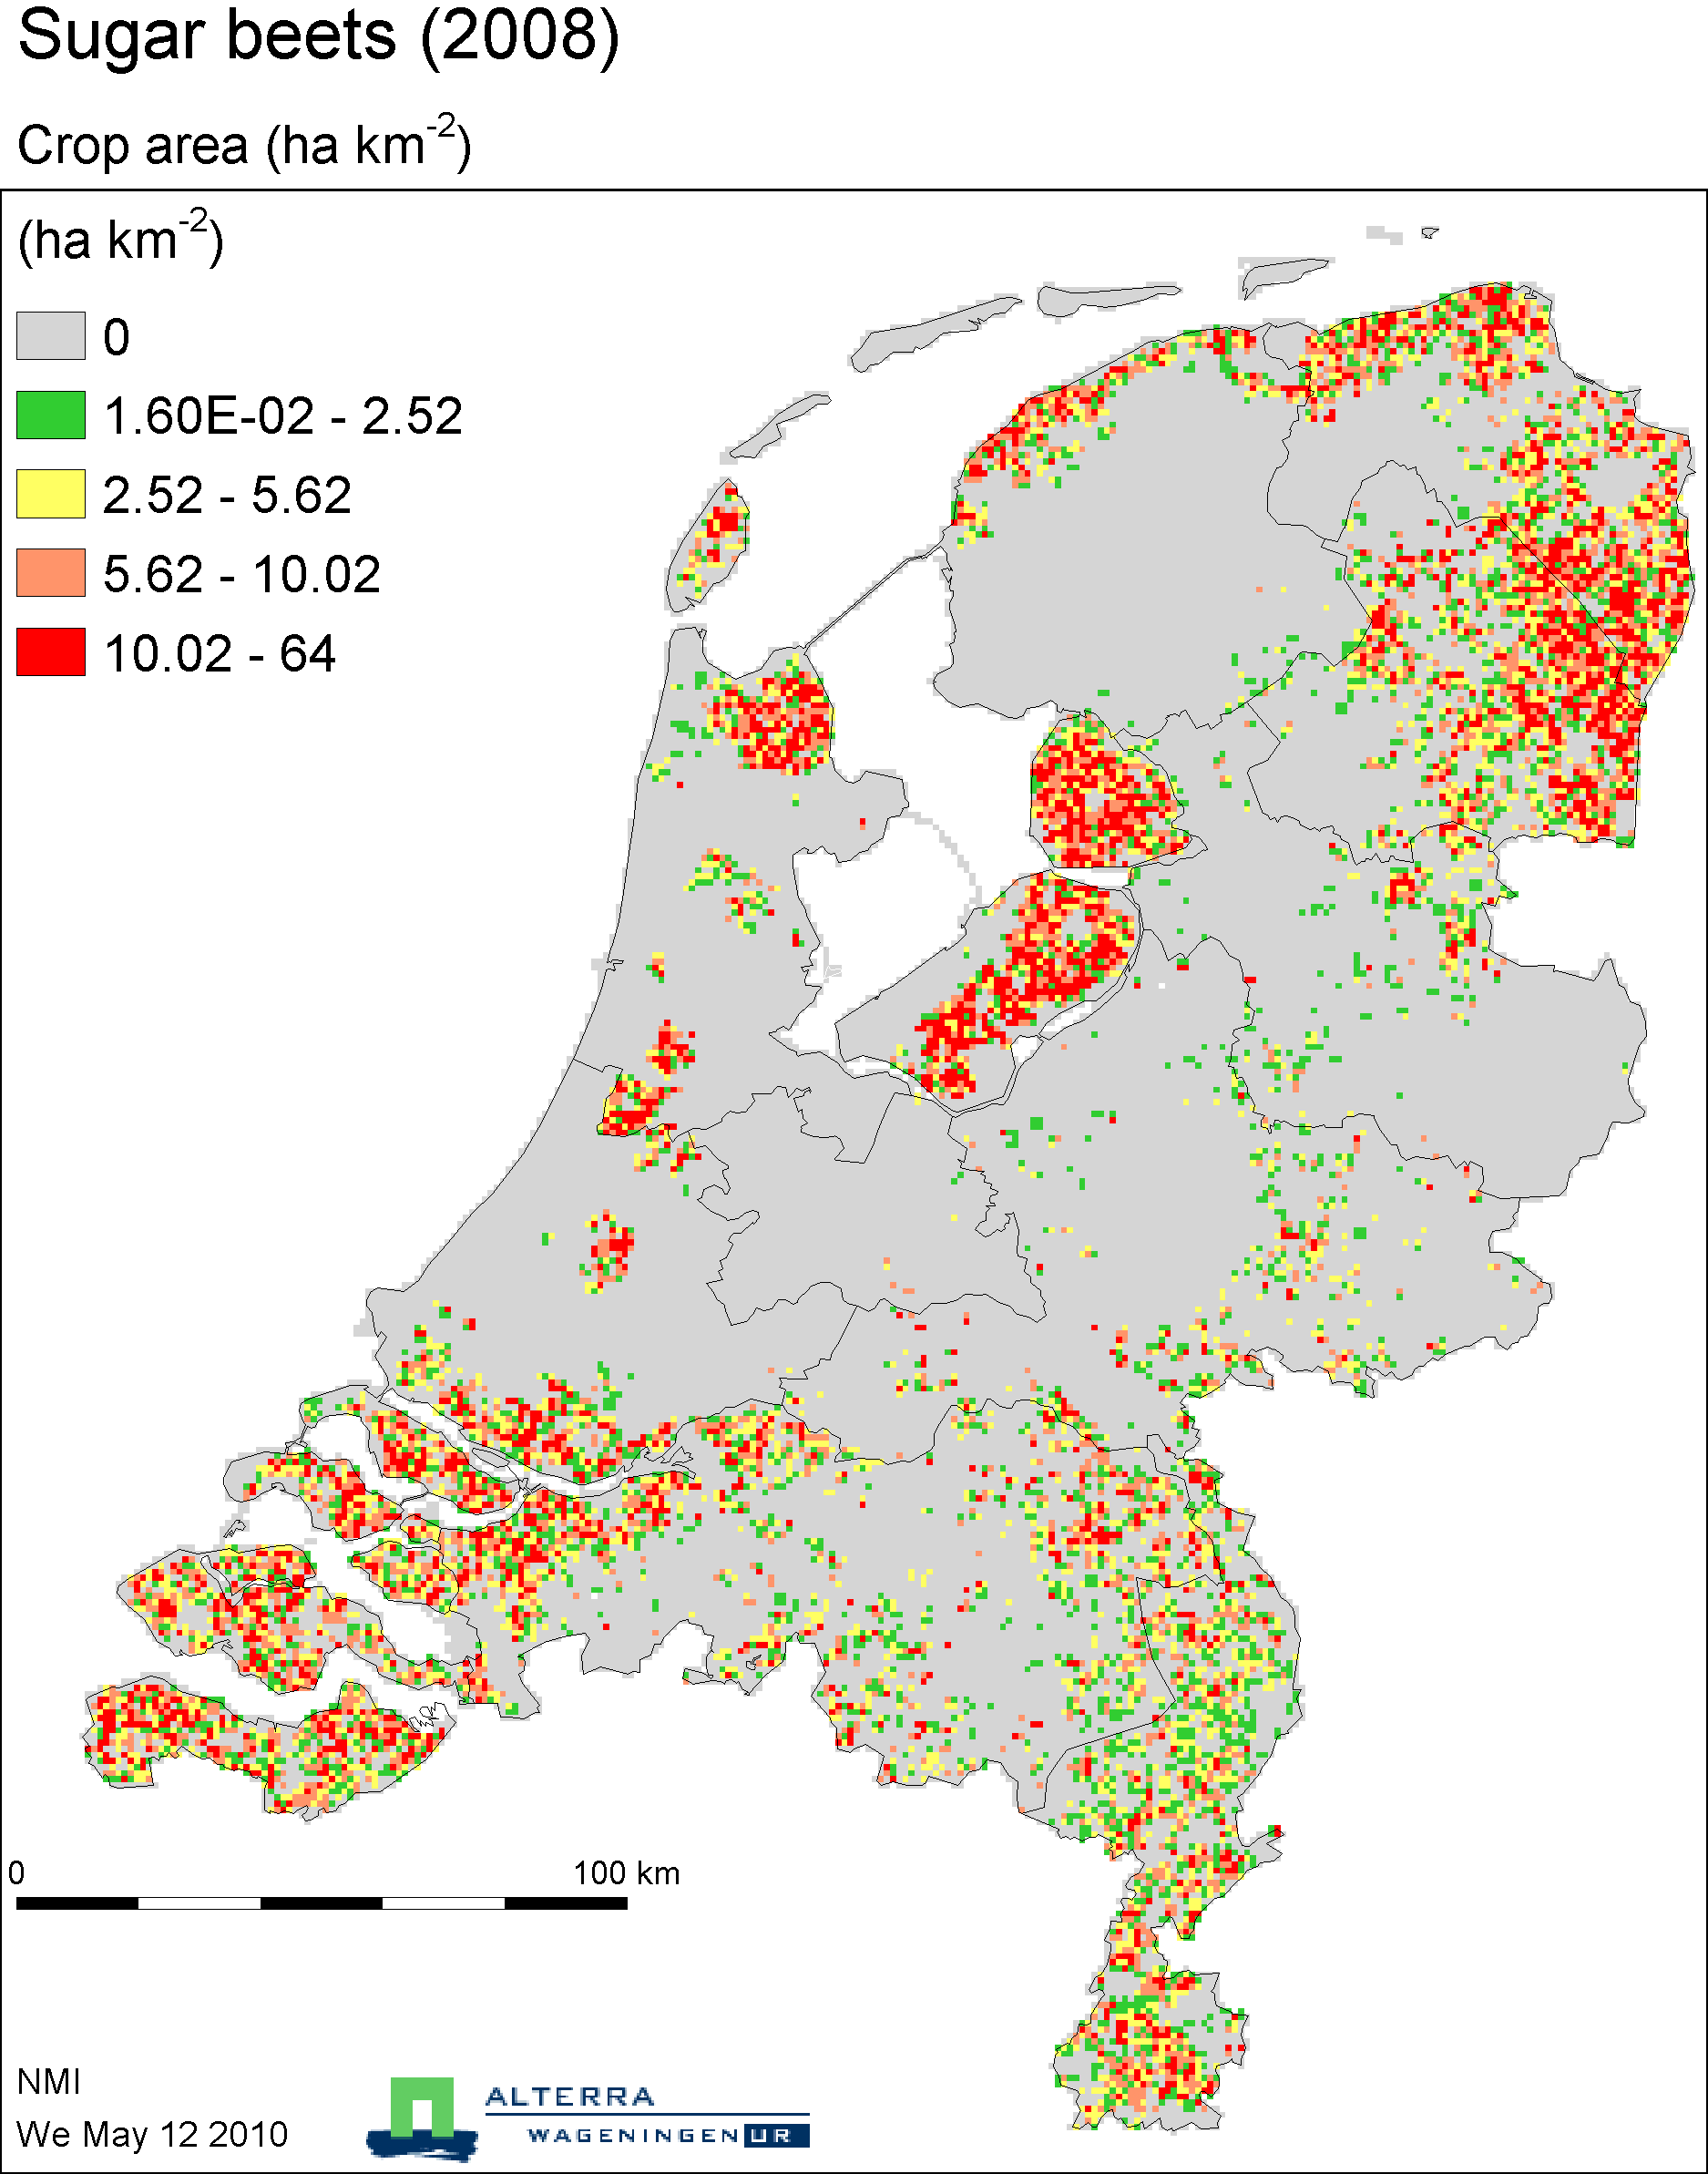 Sugar beets (2008)
Crop area (ha km-2)
(ha km-2)
0
1.60E-02 - 2.52
2.52 - 5.62
5.62 - 10.02
10.02 - 64
0 100 km
NMI
We May 12 2010
ALTERRA
WAGENINGEN UR